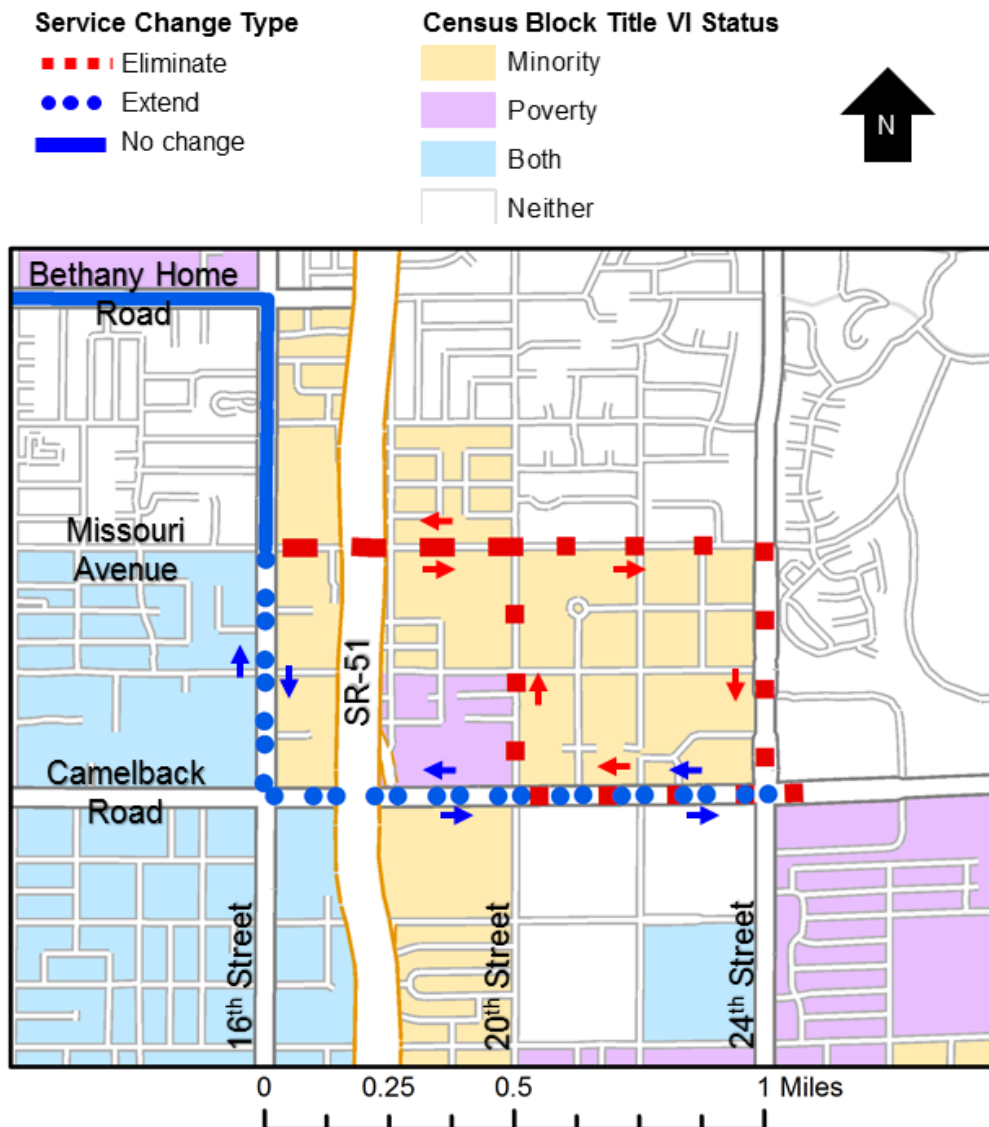 Service Change Type
Eliminate
Extend
No change
Census Block Title VI Status
Minority
Poverty
Both
Neither
N
Bethany Home
Road
Missouri
Avenue
SR-51
Camelback
Road
16th Street
20th Street
24th Street
0 0.25 0.5 1 Miles